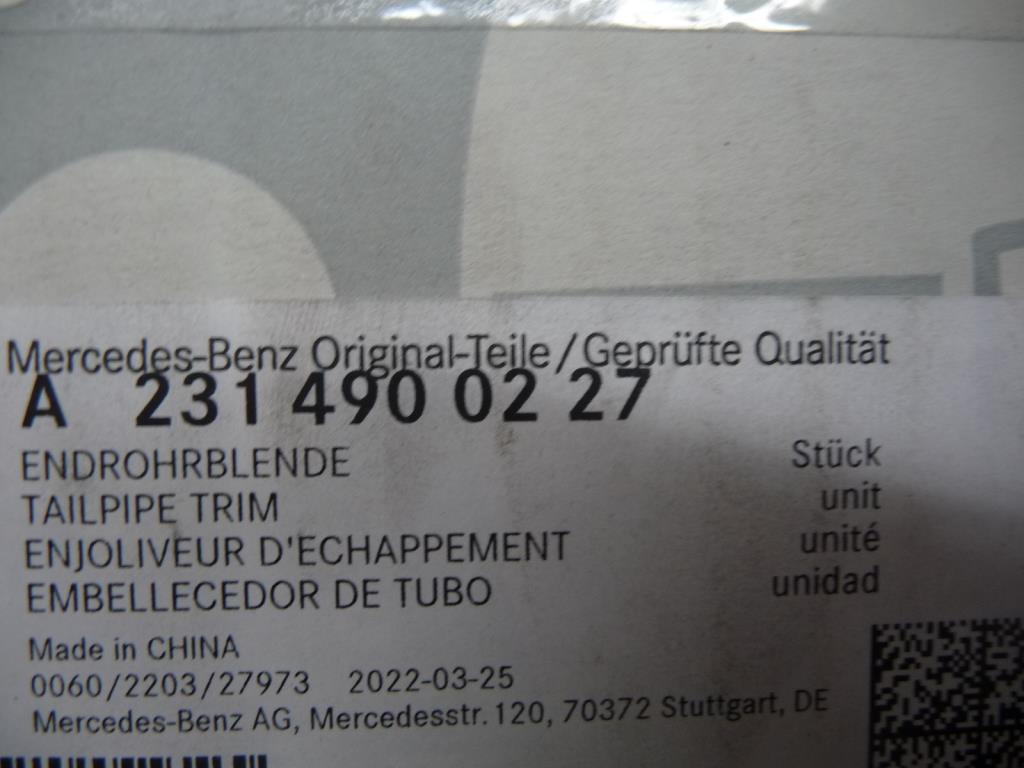 Mercedes-Benz Original-Teile/Geprüfte Qualität
A 231 490 02 27
ENDROHRBLENDE Stück
TAILPIPE TRIM unit
ENJOLIVEUR D'ECHAPPEMENT unité
EMBELLECEDOR DE TUBO unidad
Made in CHINA
0060/2203/27973 2022-03-25
Mercedes-Benz AG, Mercedesstr. 120, 70372 Stuttgart, DE